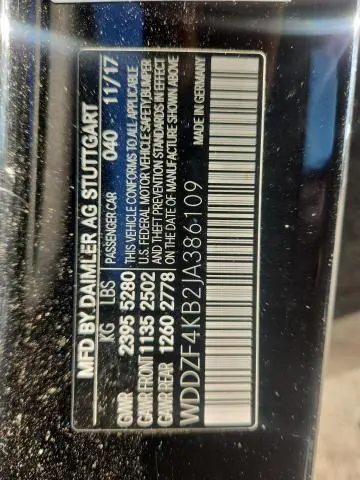 MFD BY DAIMLER AG STUTTGART
KG LBS PASSENGER CAR 040 11/17
GVWR 2395 5280 THIS VEHICLE CONFORMS TO ALL APPLICABLE
GAWR FRONT 1135 2502 U.S. FEDERAL MOTOR VEHICLE SAFETY, BUMPER
AND THEFT PREVENTION STANDARDS IN EFFECT
GAWR REAR 1260 2778 ON THE DATE OF MANUFACTURE SHOWN ABOVE
WDDZF4KB2JA386109 MADE IN GERMANY